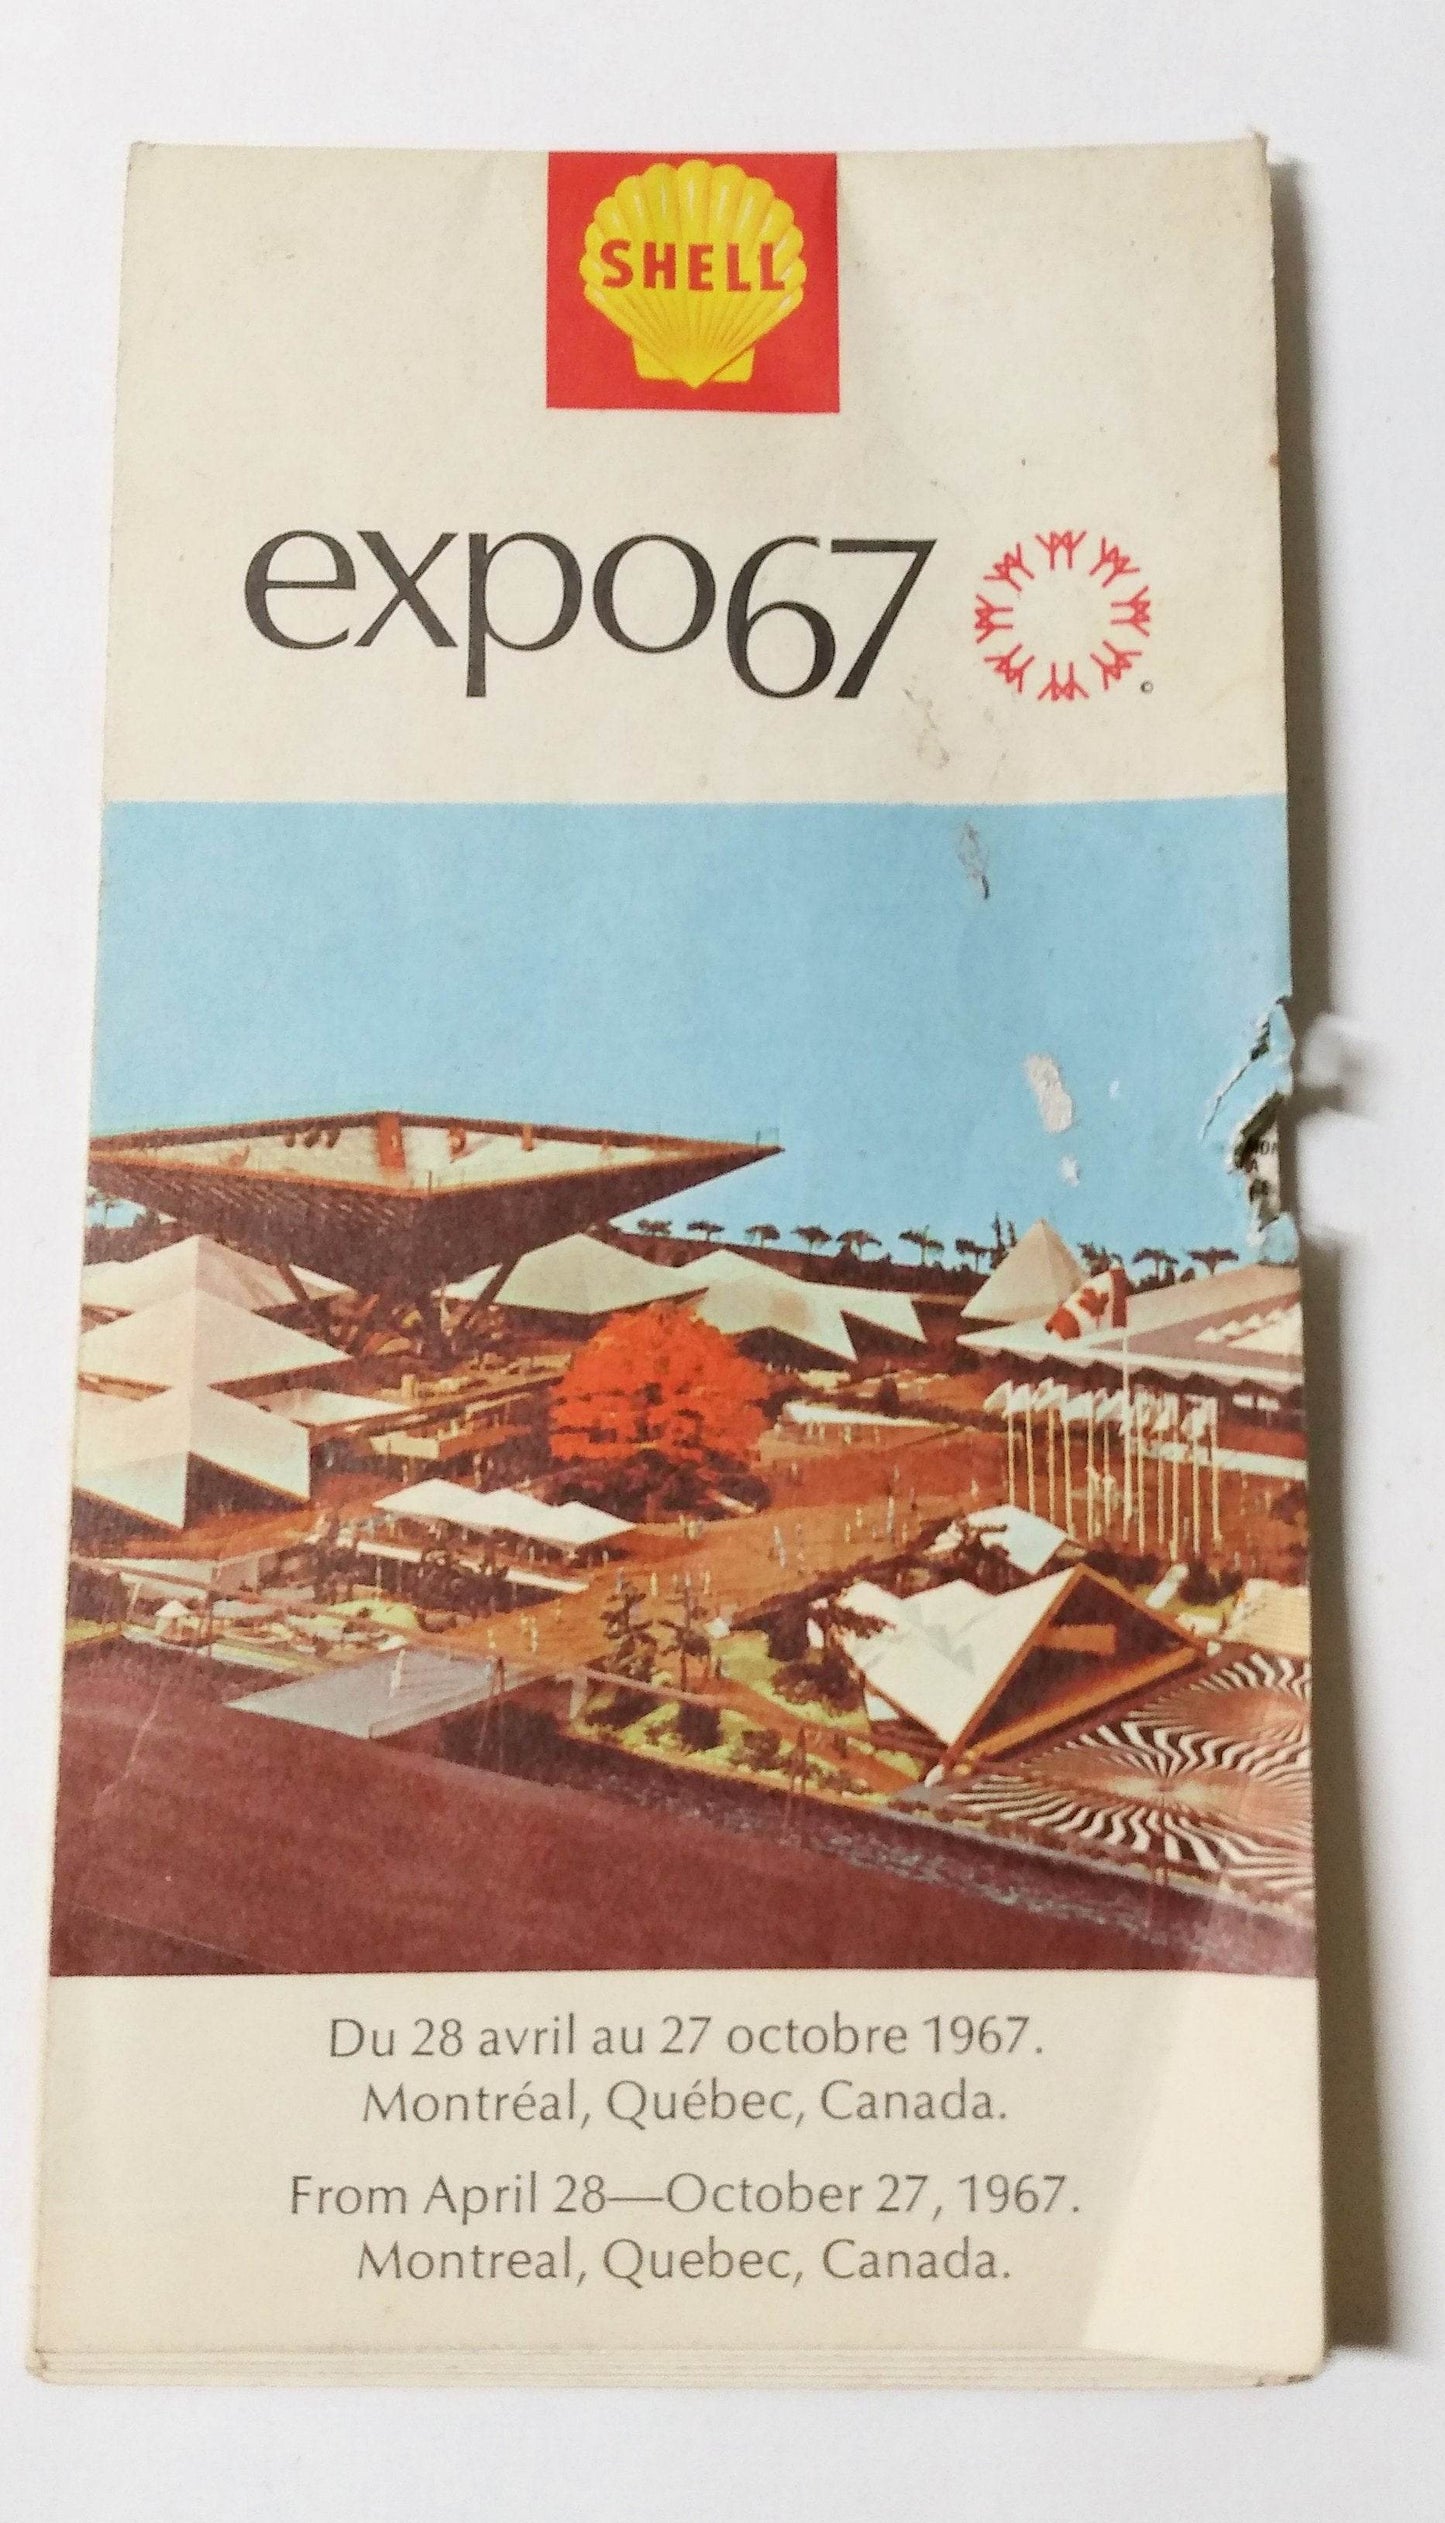 SHELL
expo67
©
Du 28 avril au 27 octobre 1967.
Montréal, Québec, Canada.
From April 28—October 27, 1967.
Montreal, Quebec, Canada.